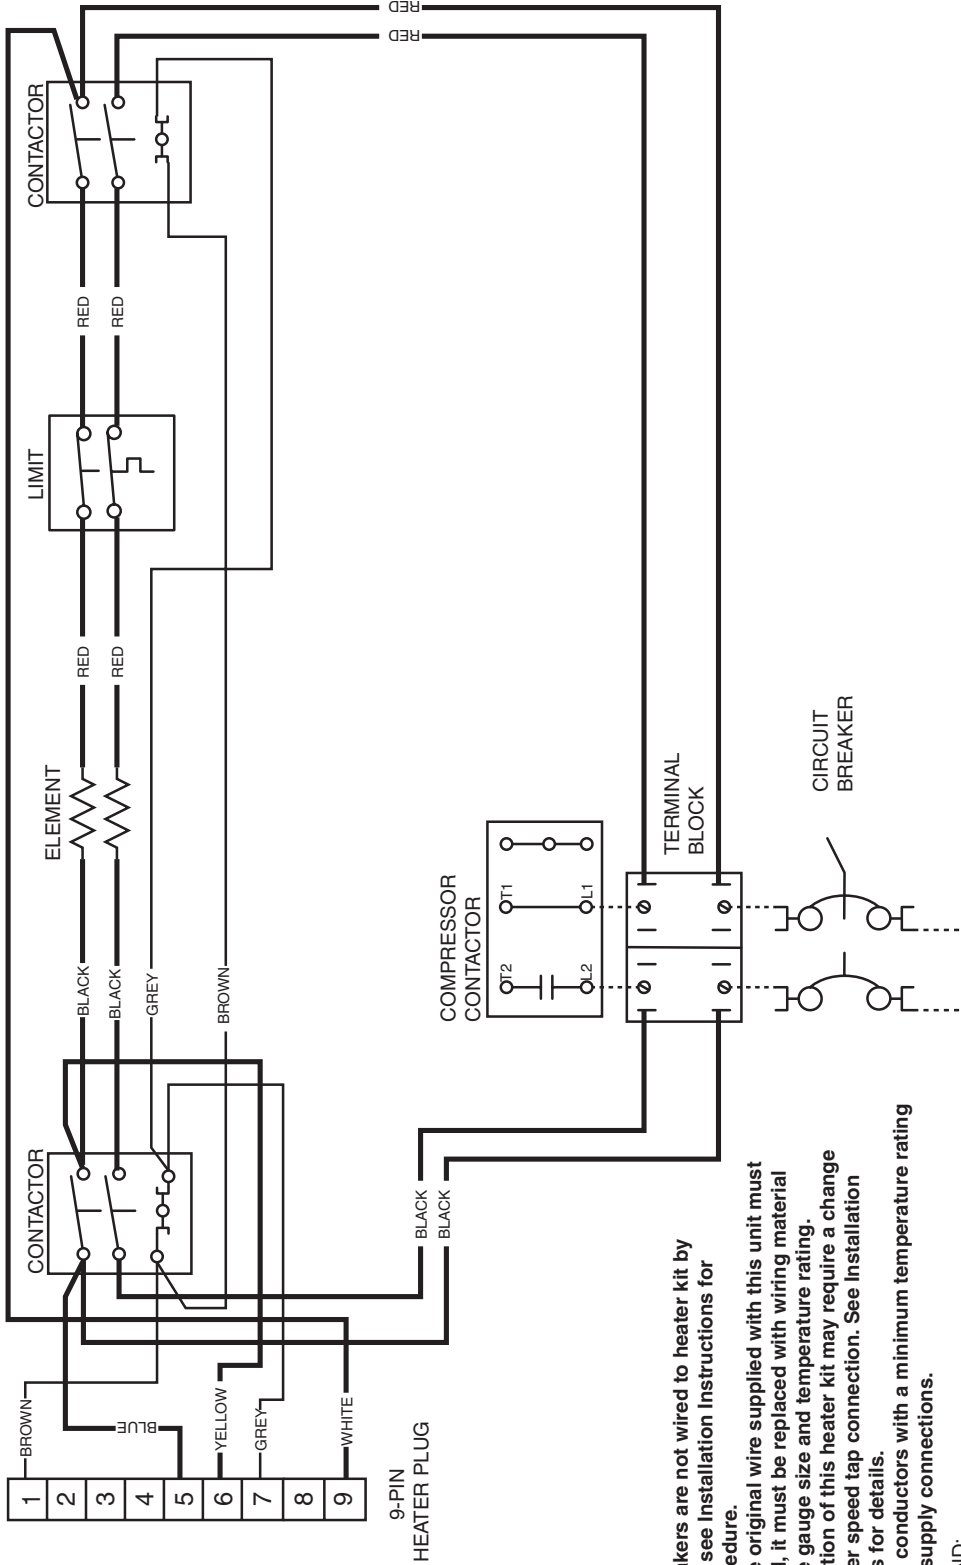 CONTACTOR
RED
RED
LIMIT
RED
RED
RED
RED
ELEMENT
BLACK
BLACK
GREY
BROWN
CONTACTOR
BROWN
BLUE
YELLOW
GREY
WHITE
1
2
3
4
5
6
7
8
9
9-PIN
HEATER PLUG
BLACK
BLACK
COMPRESSOR
CONTACTOR
T2
T1
L2
L1
TERMINAL
BLOCK
CIRCUIT
BREAKER
akers are not wired to heater kit by
see Installation Instructions for
edure.
e original wire supplied with this unit must
d, it must be replaced with wiring material
e gauge size and temperature rating.
tion of this heater kit may require a change
er speed tap connection. See Installation
s for details.
conductors with a minimum temperature rating
supply connections.
ND: